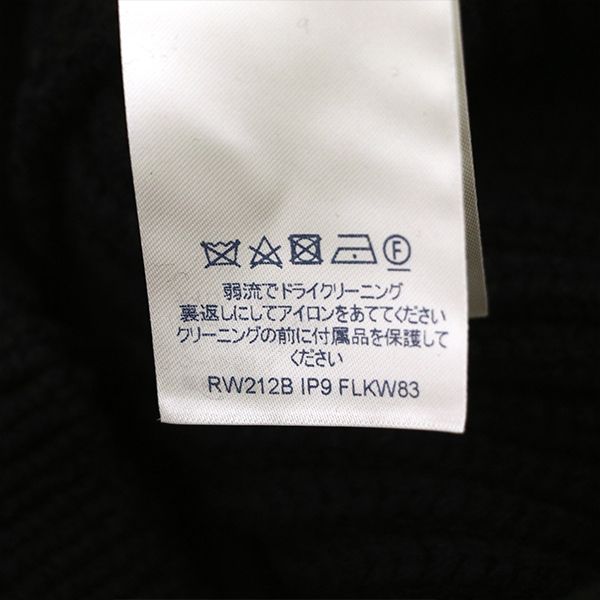 F
弱流でドライクリーニング
裏返しにしてアイロンをあててください
クリーニングの前に付属品を保護して
ください
RW212B IP9 FLKW83